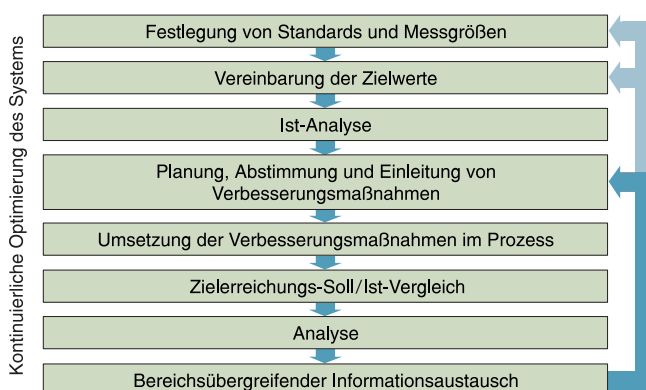 Kontinuierliche Optimierung des Systems
Festlegung von Standards und Messgrößen
Vereinbarung der Zielwerte
Ist-Analyse
Planung, Abstimmung und Einleitung von
Verbesserungsmaßnahmen
Umsetzung der Verbesserungsmaßnahmen im Prozess
Zielerreichungs-Soll/Ist-Vergleich
Analyse
Bereichsübergreifender Informationsaustausch